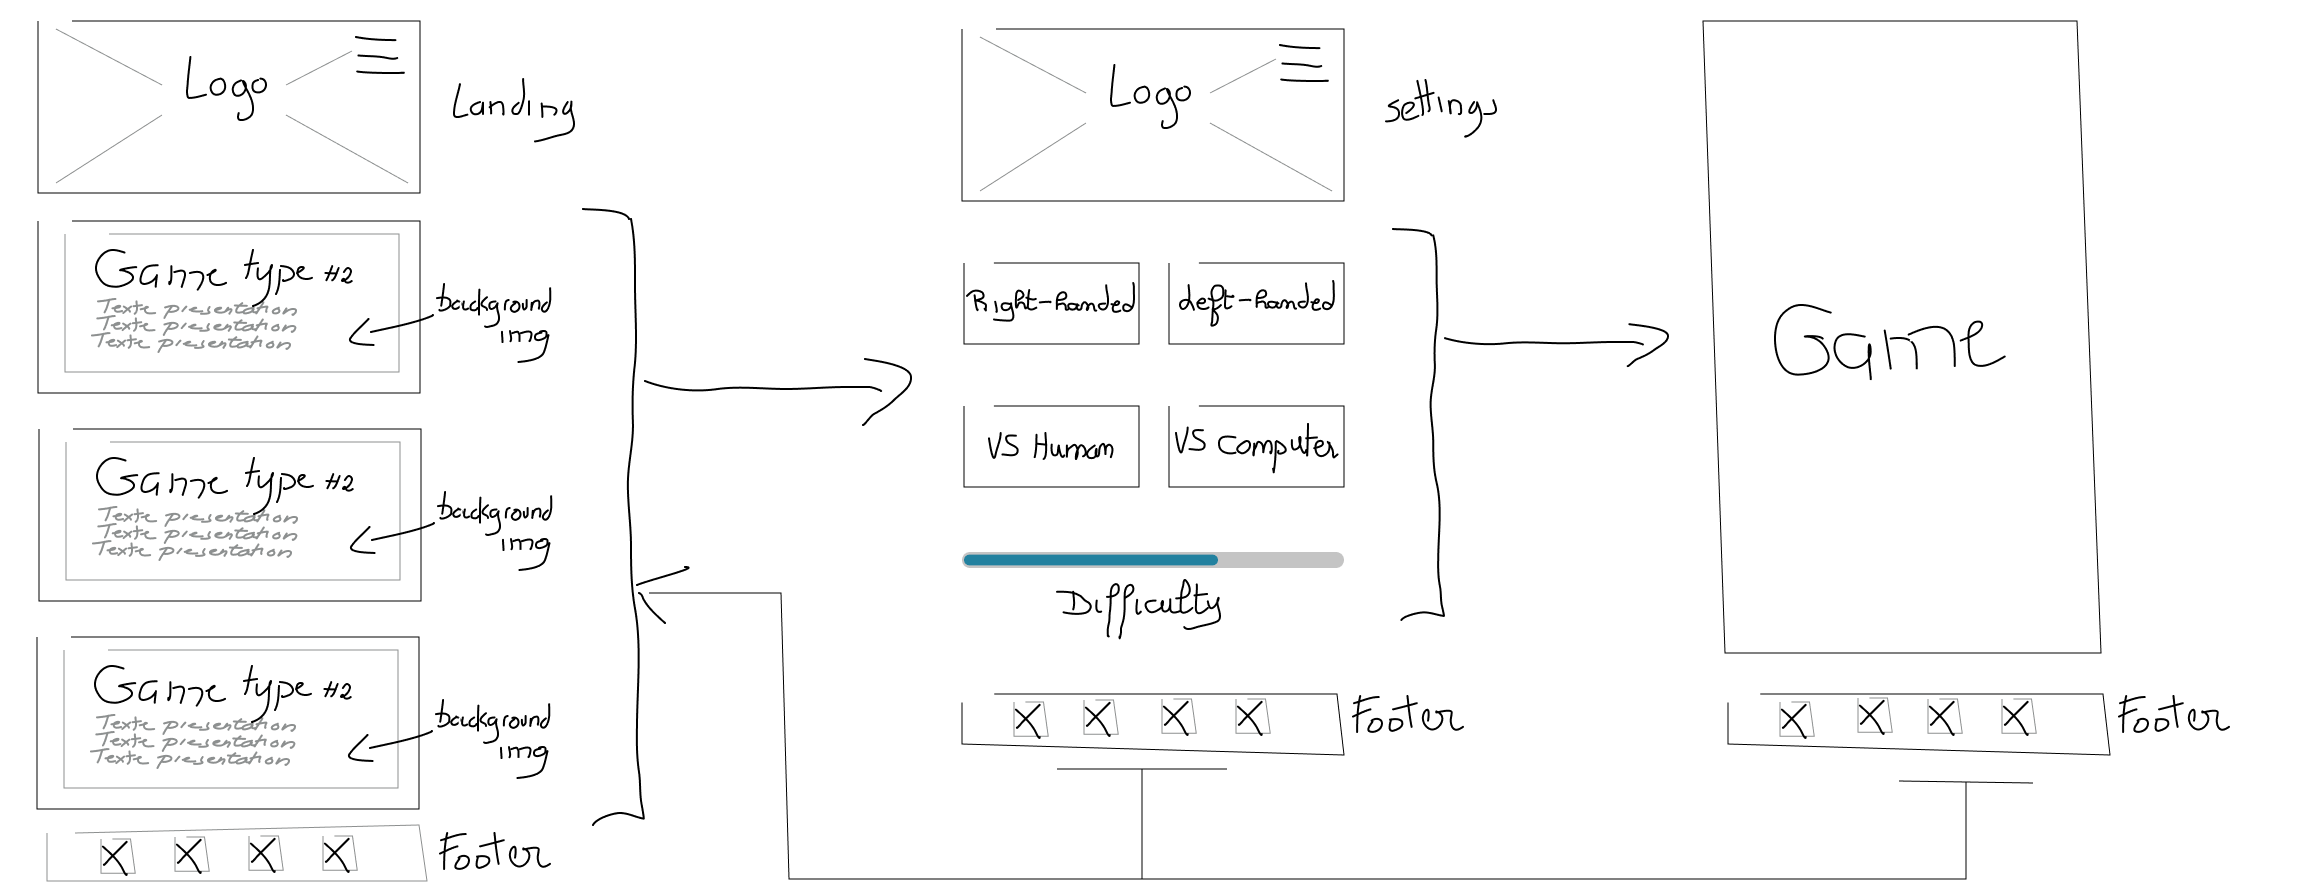 Logo
Landing
Game type #2
Texte presentation
Texte presentation
Texte presentation
background
img
Game type #2
Texte presentation
Texte presentation
Texte presentation
background
img
Game type #2
Texte presentation
Texte presentation
Texte presentation
background
img
Footer
Logo
settings
Right-handed
Left-handed
VS Human
VS Computer
Difficulty
Footer
Game
Footer